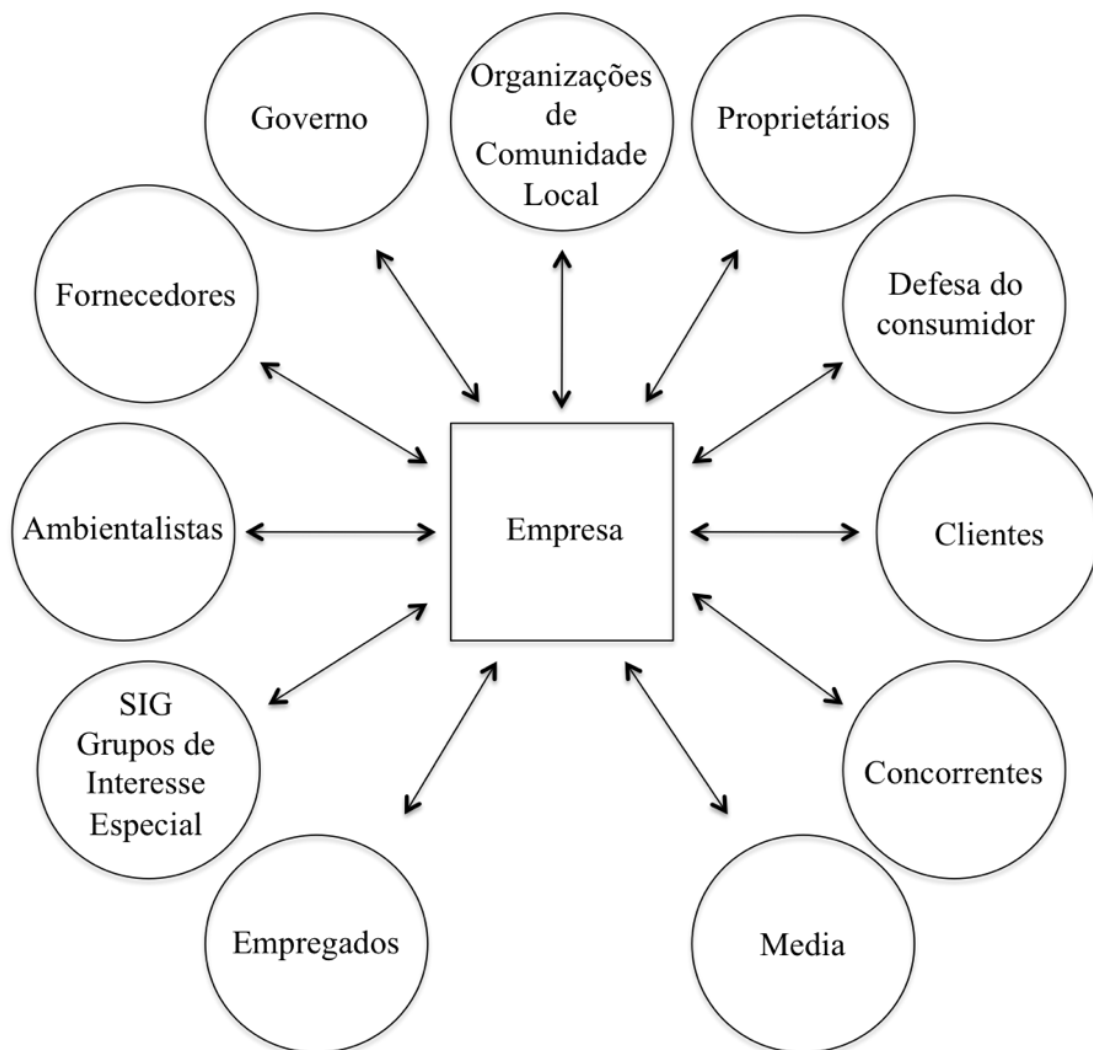 Governo
Organizações
de
Comunidade
Local
Proprietários
Fornecedores
Defesa do
consumidor
Ambientalistas
Empresa
Clientes
SIG
Grupos de
Interesse
Especial
Concorrentes
Empregados
Media